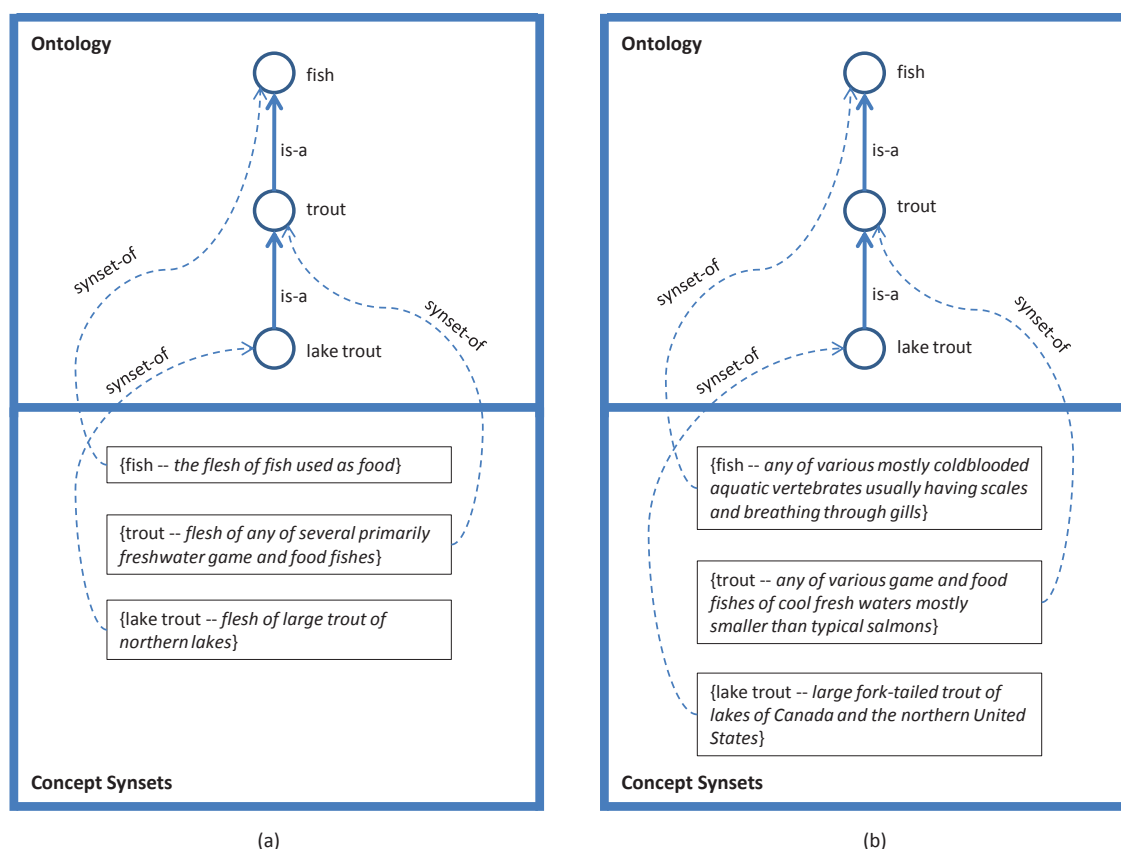 Ontology
fish
is-a
trout
synset-of
synset-of
is-a
lake trout
synset-of
{fish -- the flesh of fish used as food}
{trout -- flesh of any of several primarily
freshwater game and food fishes}
{lake trout -- flesh of large trout of
northern lakes}
Concept Synsets
(a)
Ontology
fish
is-a
trout
synset-of
synset-of
is-a
lake trout
synset-of
{fish -- any of various mostly coldblooded
aquatic vertebrates usually having scales
and breathing through gills}
{trout -- any of various game and food
fishes of cool fresh waters mostly
smaller than typical salmons}
{lake trout -- large fork-tailed trout of
lakes of Canada and the northern United
States}
Concept Synsets
(b)